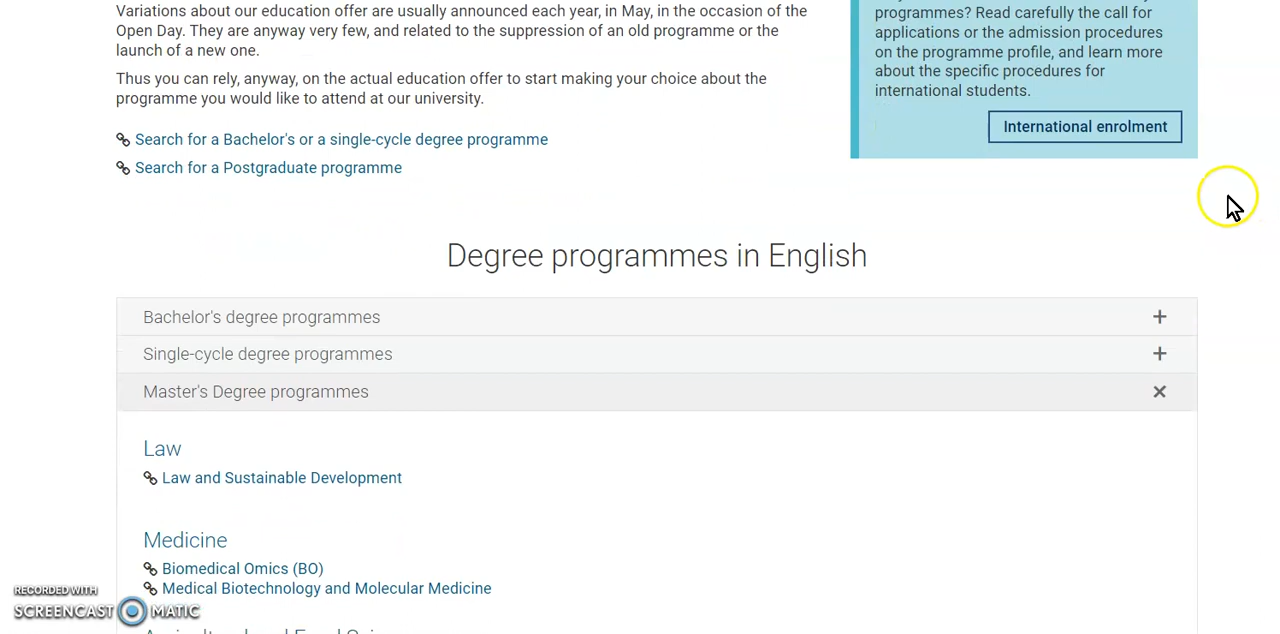 Variations about our education offer are usually announced each year, in May, in the occasion of the
Open Day. They are anyway very few, and related to the suppression of an old programme or the
launch of a new one.
Thus you can rely, anyway, on the actual education offer to start making your choice about the
programme you would like to attend at our university.
Search for a Bachelor's or a single-cycle degree programme
Search for a Postgraduate programme
programmes? Read carefully the call for
applications or the admission procedures
on the programme profile, and learn more
about the specific procedures for
international students.
International enrolment
Degree programmes in English
Bachelor's degree programmes
Single-cycle degree programmes
Master's Degree programmes
Law
Law and Sustainable Development
Medicine
Biomedical Omics (BO)
Medical Biotechnology and Molecular Medicine
RECORDED WITH
SCREENCAST MATIC